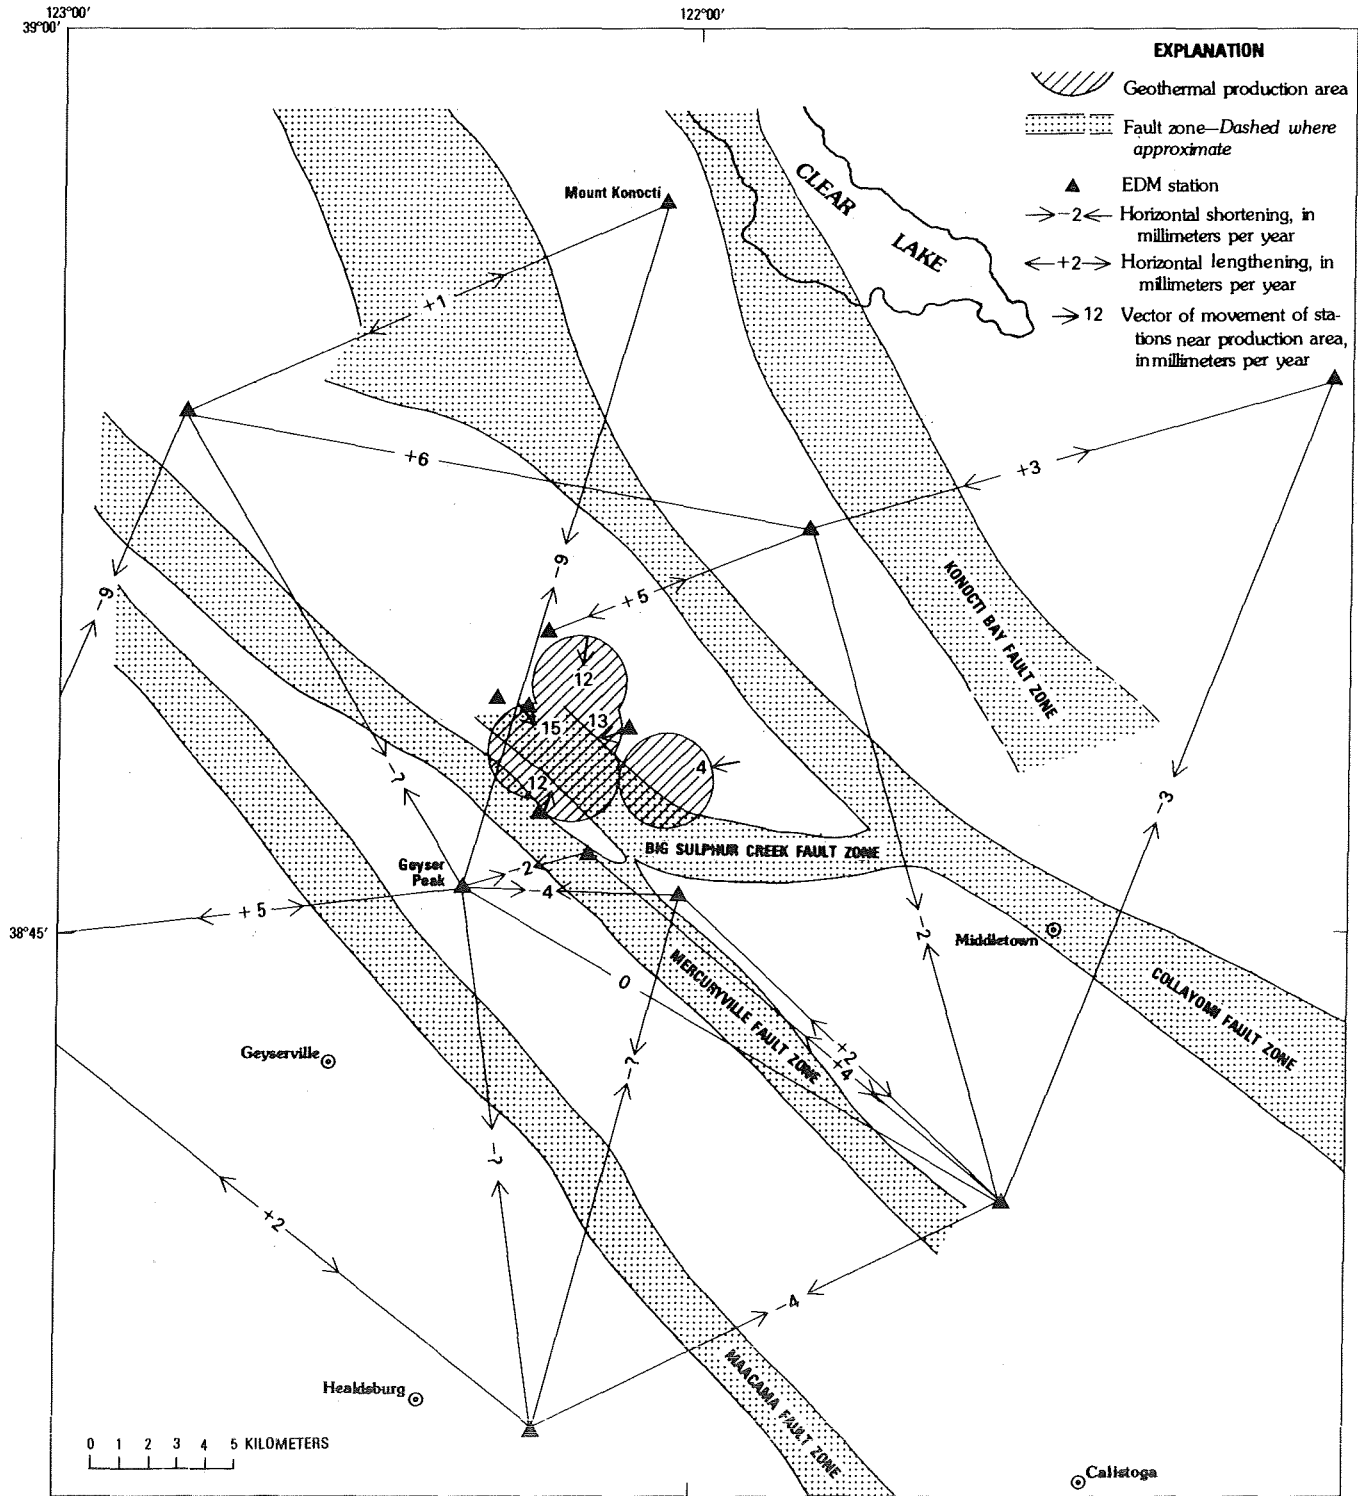 123°00′
122°00′
39°00′
EXPLANATION
Geothermal production area
Fault zone—Dashed where
approximate
EDM station
-2
Horizontal shortening, in
millimeters per year
+2
Horizontal lengthening, in
millimeters per year
12
Vector of movement of sta-
tions near production area,
in millimeters per year
Mount Konocti
CLEAR
LAKE
+1
+6
+3
-9
-9
+5
KONOCTI BAY FAULT ZONE
12
15
13
4
12
-?
-3
BIG SULPHUR CREEK FAULT ZONE
Geyser
Peak
-2
-4
+5
38°45′
-2
Middletown
0
MERCURYVILLE FAULT ZONE
COLLAYOMI FAULT ZONE
Geyserville
+2
+4
-?
-?
+2
-4
MAACAMA FAULT ZONE
Healdsburg
0 1 2 3 4 5 KILOMETERS
Calistoga